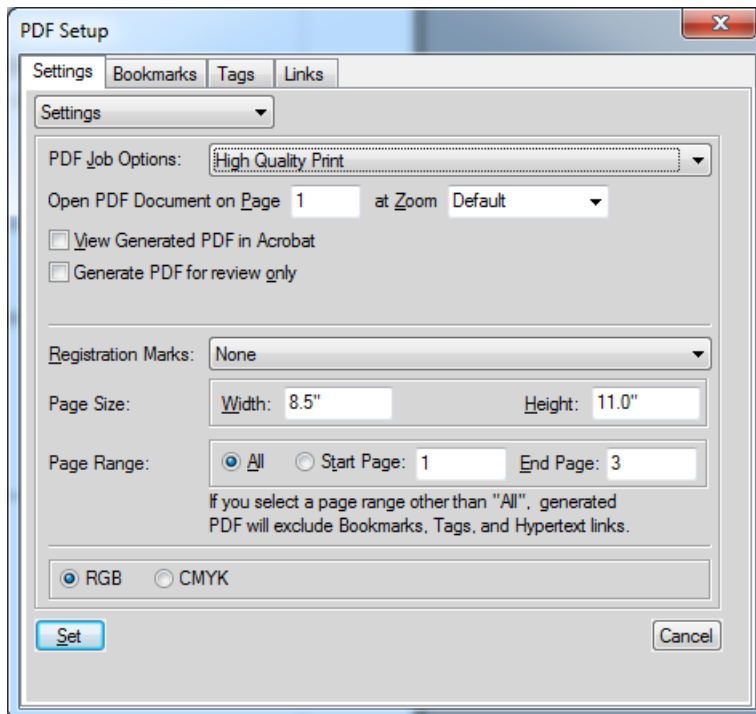 PDF Setup
Settings Bookmarks Tags Links
Settings
PDF Job Options: High Quality Print
Open PDF Document on Page 1 at Zoom Default
View Generated PDF in Acrobat
Generate PDF for review only
Registration Marks: None
Page Size: Width: 8.5" Height: 11.0"
Page Range: All Start Page: 1 End Page: 3
If you select a page range other than "All", generated
PDF will exclude Bookmarks, Tags, and Hypertext links.
RGB CMYK
Set Cancel